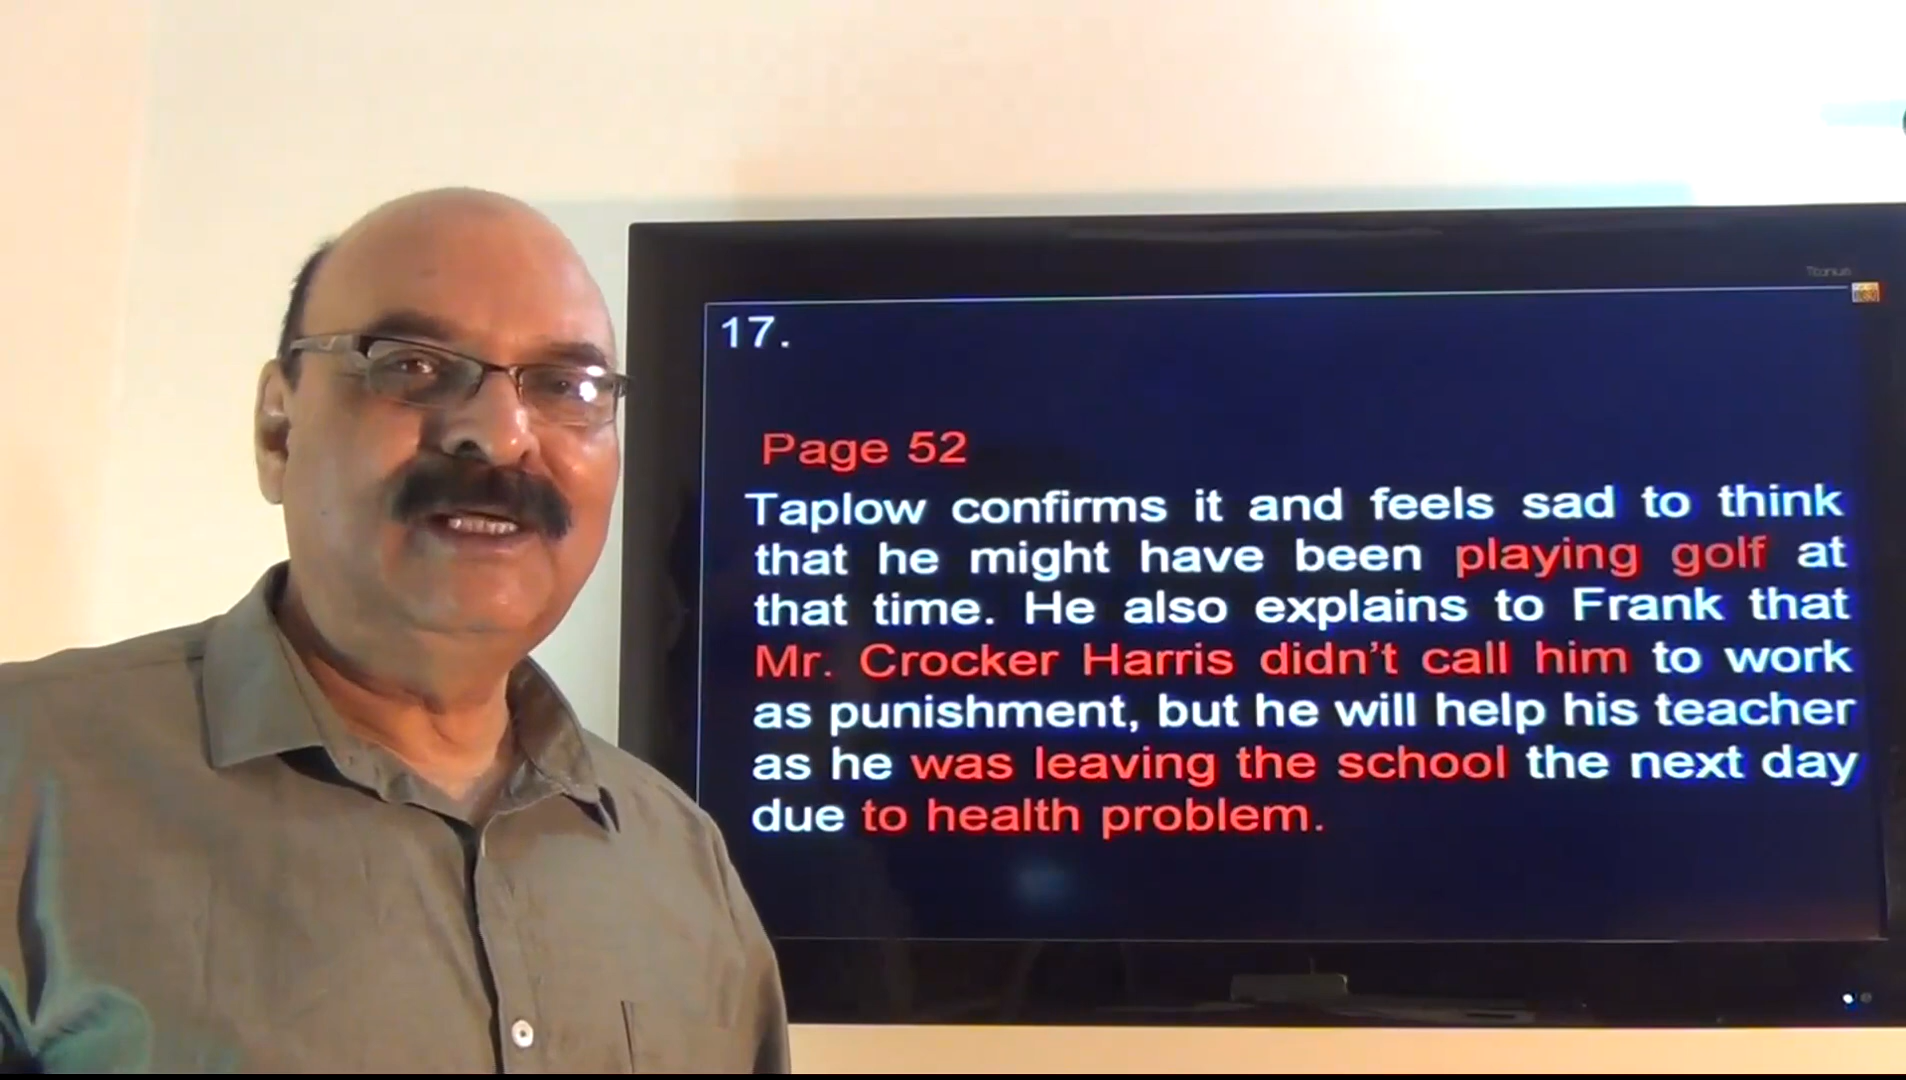 Titanium
17.
Page 52
Taplow confirms it and feels sad to think
that he might have been playing golf at
that time. He also explains to Frank that
Mr. Crocker Harris didn't call him to work
as punishment, but he will help his teacher
as he was leaving the school the next day
due to health problem.